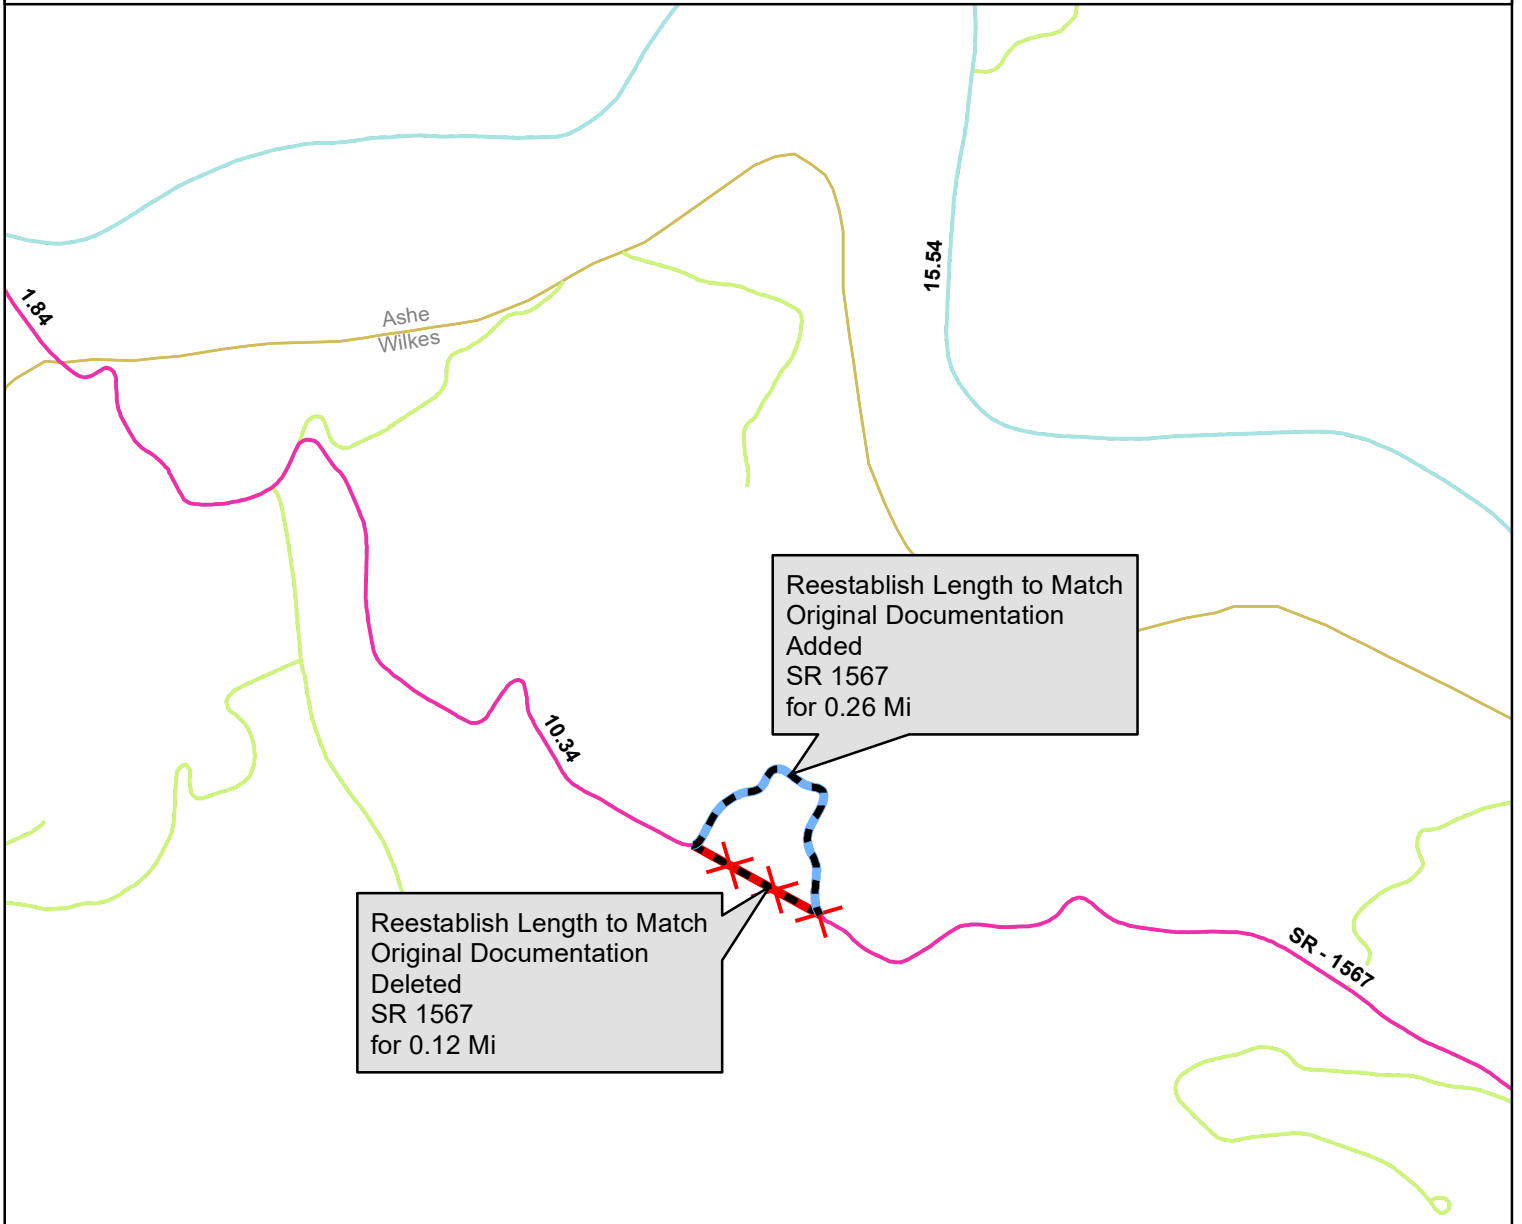 15.54
1.84
Ashe
Wilkes
Reestablish Length to Match
Original Documentation
Added
SR 1567
for 0.26 Mi
10.34
Reestablish Length to Match
Original Documentation
Deleted
SR 1567
for 0.12 Mi
SR - 1567